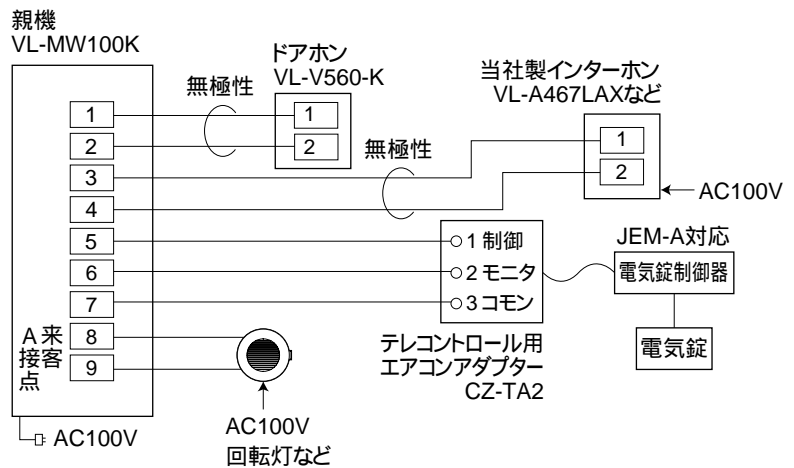 親機
VL-MW100K
1
2
3
4
5
6
7
8
9
A接点
来客
AC100V
無極性
ドアホン
VL-V560-K
1
2
無極性
当社製インターホン
VL-A467LAXなど
1
2
AC100V
1 制御
2 モニタ
3 コモン
テレコントロール用
エアコンアダプター
CZ-TA2
JEM-A対応
電気錠制御器
電気錠
AC100V
回転灯など